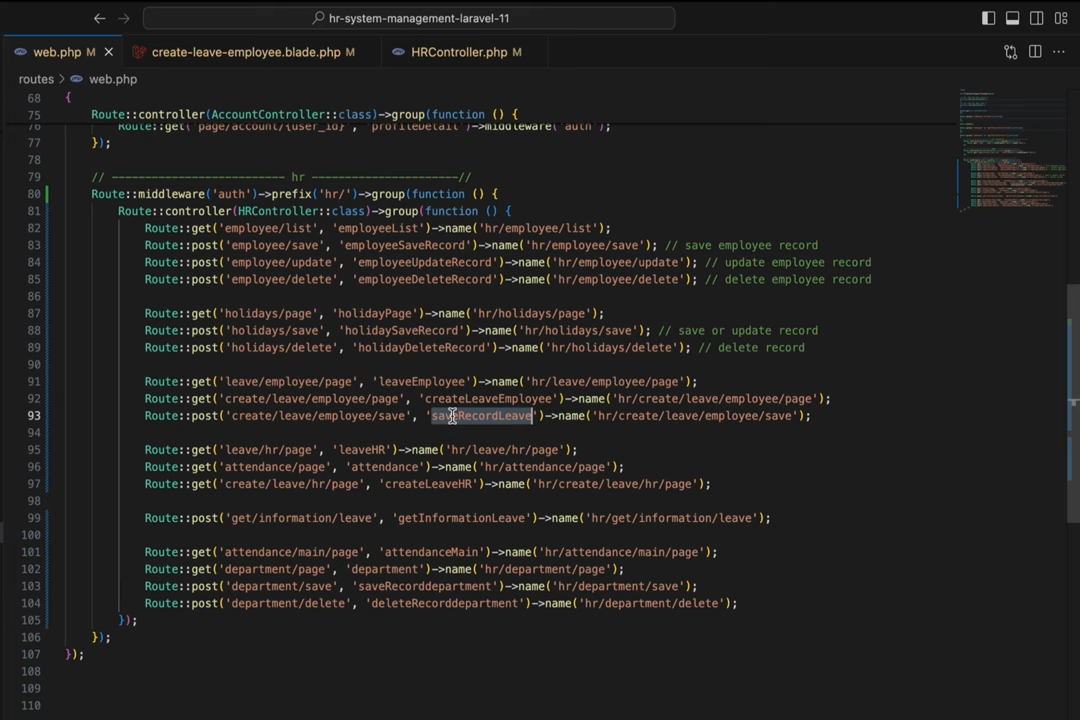 hr-system-management-laravel-11
web.php M create-leave-employee.blade.php M HRController.php M
routes > web.php
68 {
75 Route::controller(AccountController::class)->group(function () {
76 Route::get('page/account/{user_id}', 'profileDetail')->middleware('auth');
77 });
78
79 // -------------------------- hr ----------------------//
80 Route::middleware('auth')->prefix('hr/')->group(function () {
81 Route::controller(HRController::class)->group(function () {
82 Route::get('employee/list', 'employeeList')->name('hr/employee/list');
83 Route::post('employee/save', 'employeeSaveRecord')->name('hr/employee/save'); // save employee record
84 Route::post('employee/update', 'employeeUpdateRecord')->name('hr/employee/update'); // update employee record
85 Route::post('employee/delete', 'employeeDeleteRecord')->name('hr/employee/delete'); // delete employee record
86
87 Route::get('holidays/page', 'holidayPage')->name('hr/holidays/page');
88 Route::post('holidays/save', 'holidaySaveRecord')->name('hr/holidays/save'); // save or update record
89 Route::post('holidays/delete', 'holidayDeleteRecord')->name('hr/holidays/delete'); // delete record
90
91 Route::get('leave/employee/page', 'leaveEmployee')->name('hr/leave/employee/page');
92 Route::get('create/leave/employee/page', 'createLeaveEmployee')->name('hr/create/leave/employee/page');
93 Route::post('create/leave/employee/save', 'saveRecordLeave')->name('hr/create/leave/employee/save');
94
95 Route::get('leave/hr/page', 'leaveHR')->name('hr/leave/hr/page');
96 Route::get('attendance/page', 'attendance')->name('hr/attendance/page');
97 Route::get('create/leave/hr/page', 'createLeaveHR')->name('hr/create/leave/hr/page');
98
99 Route::post('get/information/leave', 'getInformationLeave')->name('hr/get/information/leave');
100
101 Route::get('attendance/main/page', 'attendanceMain')->name('hr/attendance/main/page');
102 Route::get('department/page', 'department')->name('hr/department/page');
103 Route::post('department/save', 'saveRecorddepartment')->name('hr/department/save');
104 Route::post('department/delete', 'deleteRecorddepartment')->name('hr/department/delete');
105 });
106 });
107 });
108
109
110